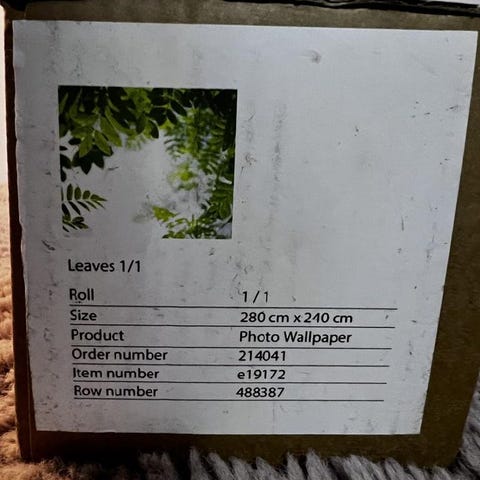 Leaves 1/1
Roll 1 / 1
Size 280 cm x 240 cm
Product Photo Wallpaper
Order number 214041
Item number e19172
Row number 488387